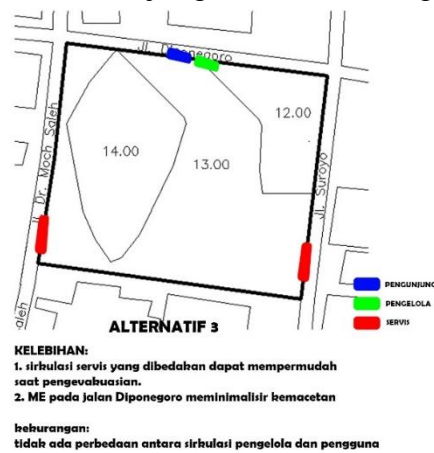 Jl. Diponegoro
12.00
14.00
13.00
Jl. Dr. Moch Saleh
Jl. Suroyo
PENGUNJUNG
PENGELOLA
SERVIS
aleh
ALTERNATIF 3
KELEBIHAN:
1. sirkulasi servis yang dibedakan dapat mempermudah
saat pengevakuasian.
2. ME pada jalan Diponegoro meminimalisir kemacetan
kekurangan:
tidak ada perbedaan antara sirkulasi pengelola dan pengguna